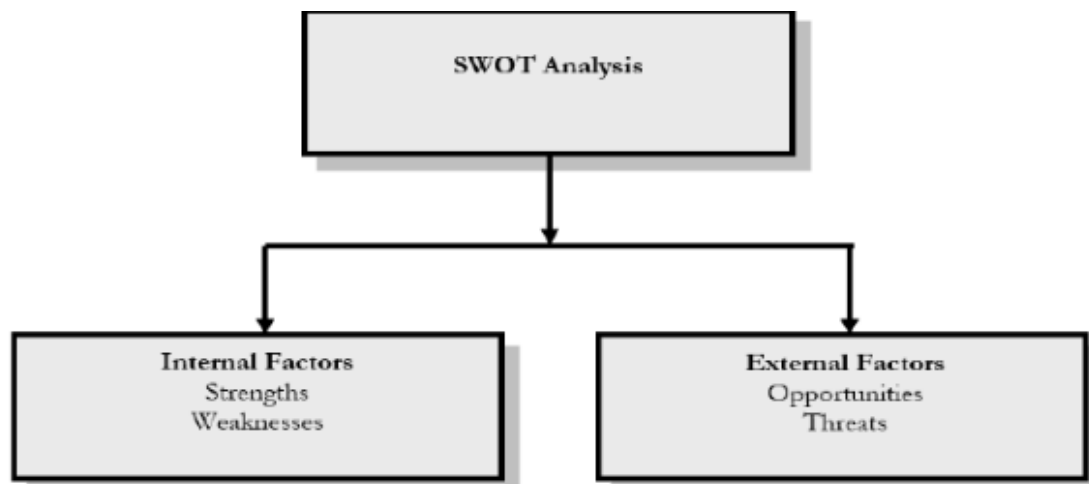 SWOT Analysis
Internal Factors
Strengths
Weaknesses
External Factors
Opportunities
Threats